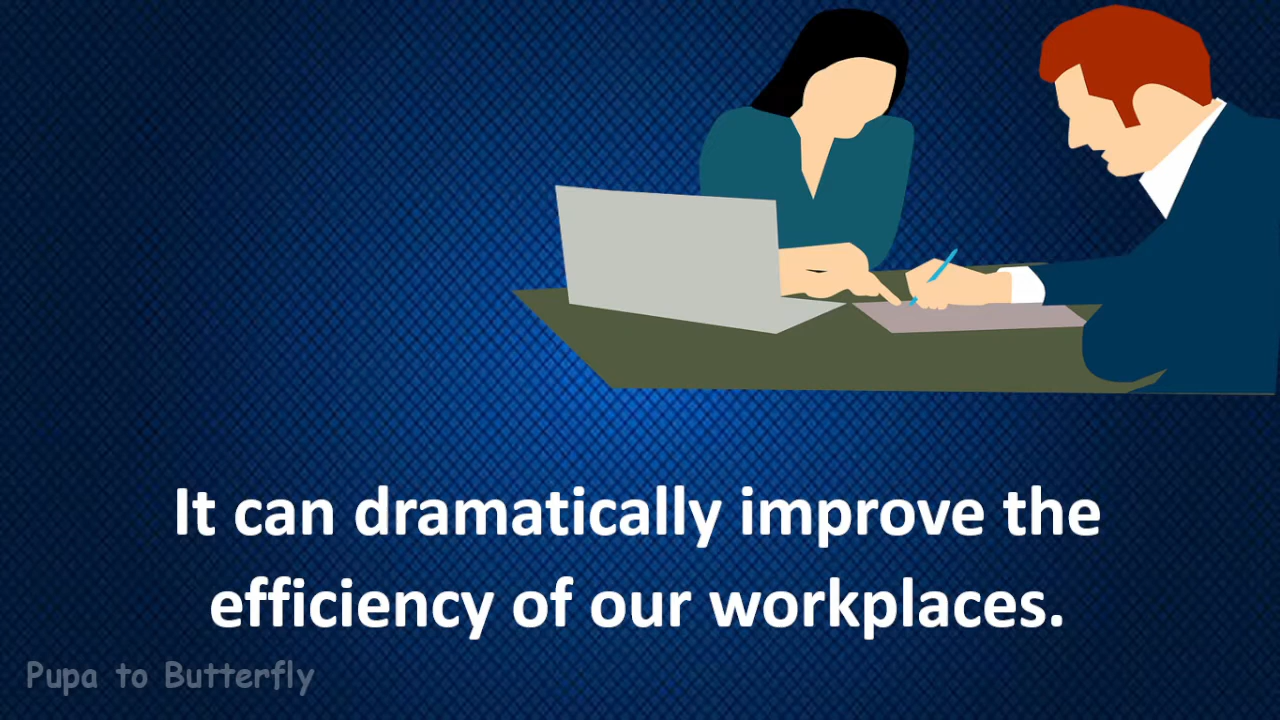 It can dramatically improve the
efficiency of our workplaces.
Pupa to Butterfly